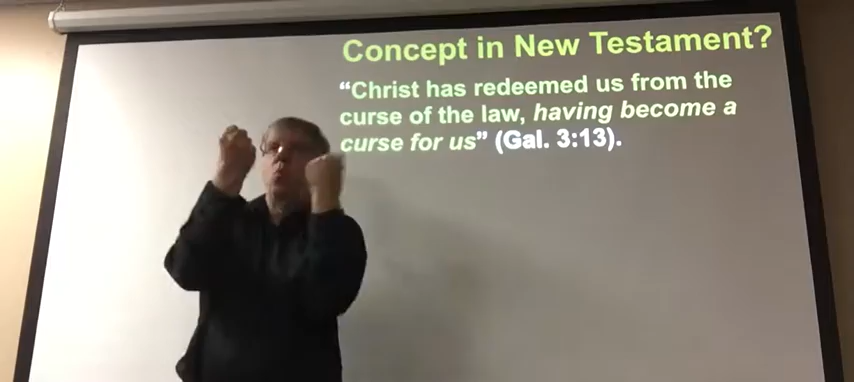 Concept in New Testament?
“Christ has redeemed us from the
curse of the law, having become a
curse for us” (Gal. 3:13).